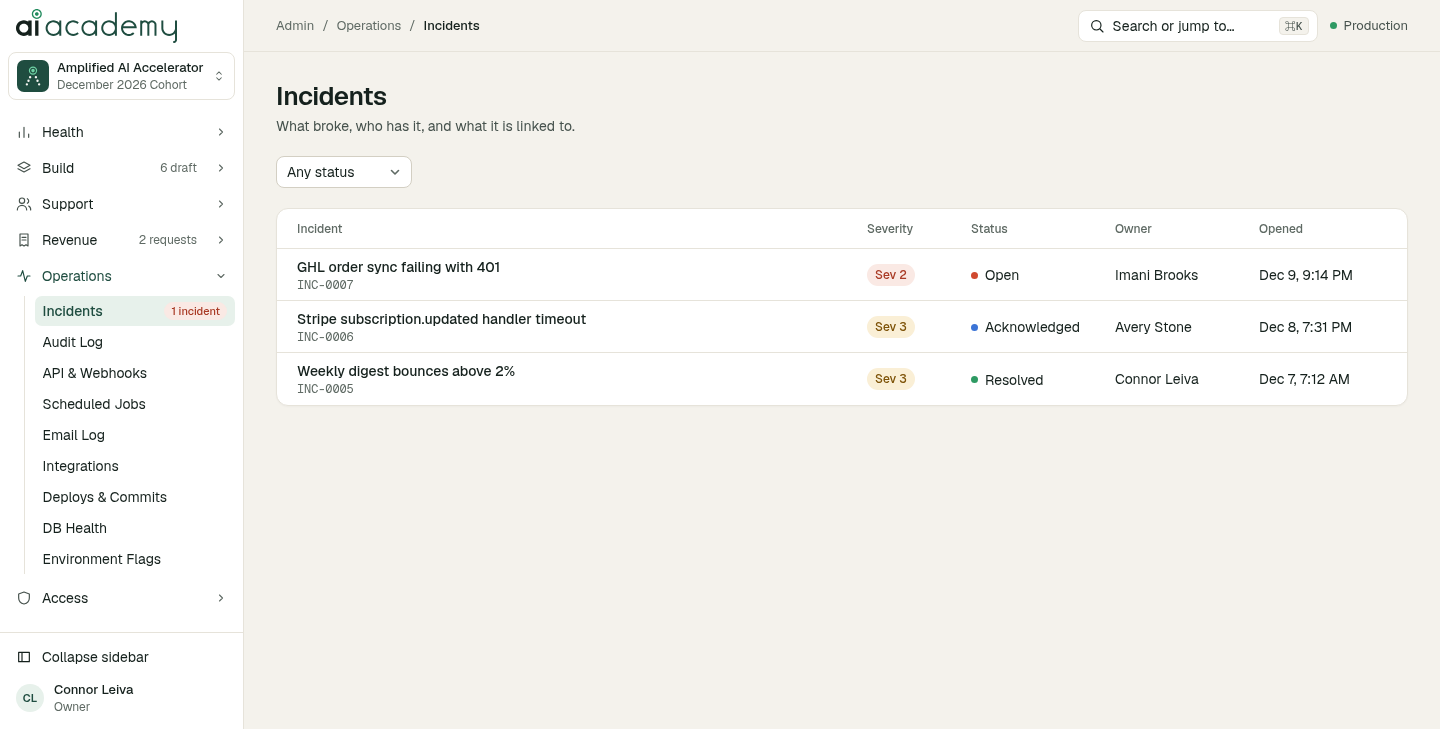 ai academy
Amplified AI Accelerator
December 2026 Cohort
Health
Build 6 draft
Support
Revenue 2 requests
Operations
Incidents 1 incident
Audit Log
API & Webhooks
Scheduled Jobs
Email Log
Integrations
Deploys & Commits
DB Health
Environment Flags
Access
Collapse sidebar
CL
Connor Leiva
Owner
Admin / Operations / Incidents
Search or jump to… ⌘K
Production
Incidents
What broke, who has it, and what it is linked to.
Any status
Incident Severity Status Owner Opened
GHL order sync failing with 401
INC-0007
Sev 2 Open Imani Brooks Dec 9, 9:14 PM
Stripe subscription.updated handler timeout
INC-0006
Sev 3 Acknowledged Avery Stone Dec 8, 7:31 PM
Weekly digest bounces above 2%
INC-0005
Sev 3 Resolved Connor Leiva Dec 7, 7:12 AM